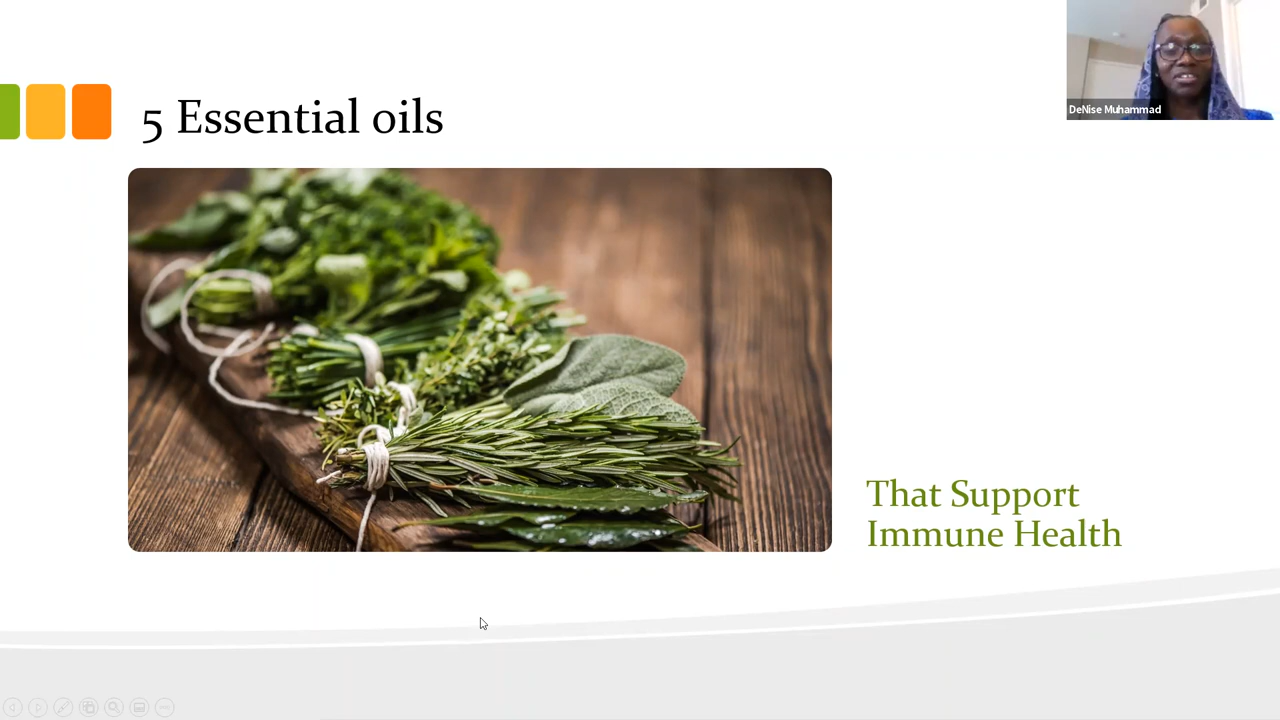 5 Essential oils
DeNise Muhammad
That Support
Immune Health